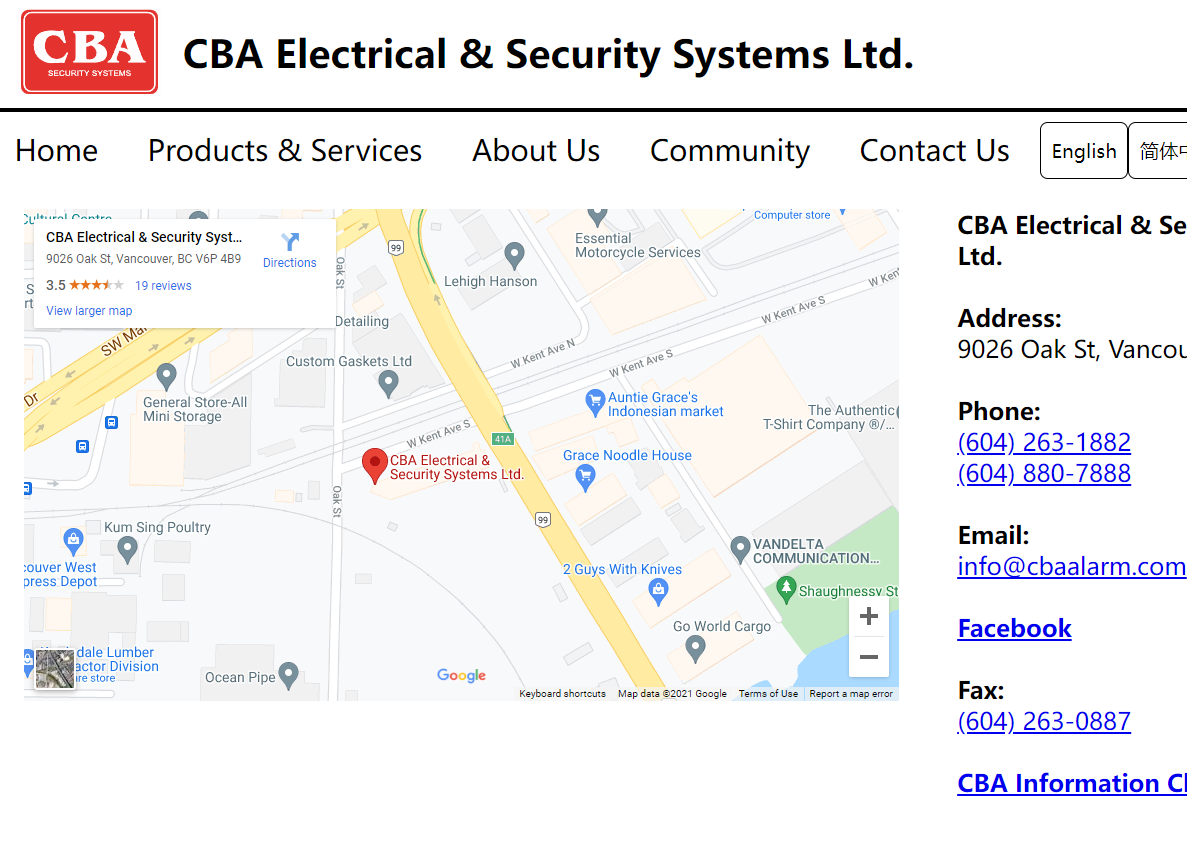 CBA
SECURITY SYSTEMS
CBA Electrical & Security Systems Ltd.
Home
Products & Services
About Us
Community
Contact Us
English
简体
Cultural Centre
CBA Electrical & Security Syst...
9026 Oak St, Vancouver, BC V6P 4B9
3.5
19 reviews
View larger map
Directions
99
Oak St
Lehigh Hanson
Essential
Motorcycle Services
Computer store
W Kent Ave S
W Kent
Detailing
SW Mar
W Kent Ave N
Custom Gaskets Ltd
W Kent Ave S
General Store-All
Mini Storage
Dr
Auntie Grace's
Indonesian market
The Authentic
T-Shirt Company ®/...
W Kent Ave S
41A
CBA Electrical &
Security Systems Ltd.
Grace Noodle House
Oak St
99
Kum Sing Poultry
couver West
press Depot
VANDELTA
COMMUNICATION...
2 Guys With Knives
Shaughnessy St
Go World Cargo
dale Lumber
actor Division
re store
Ocean Pipe
Google
+
−
Keyboard shortcuts
Map data ©2021 Google
Terms of Use
Report a map error
CBA Electrical & Se
Ltd.
Address:
9026 Oak St, Vancou
Phone:
(604) 263-1882
(604) 880-7888
Email:
info@cbaalarm.com
Facebook
Fax:
(604) 263-0887
CBA Information Cl